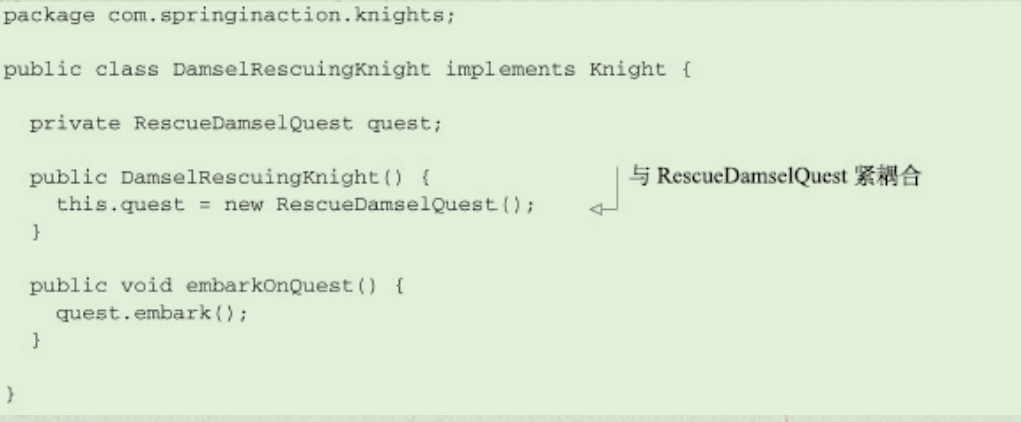 package com.springinaction.knights;
public class DamselRescuingKnight implements Knight {
private RescueDamselQuest quest;
public DamselRescuingKnight() {
与 RescueDamselQuest 紧耦合
this.quest = new RescueDamselQuest();
}
public void embarkOnQuest() {
quest.embark();
}
}